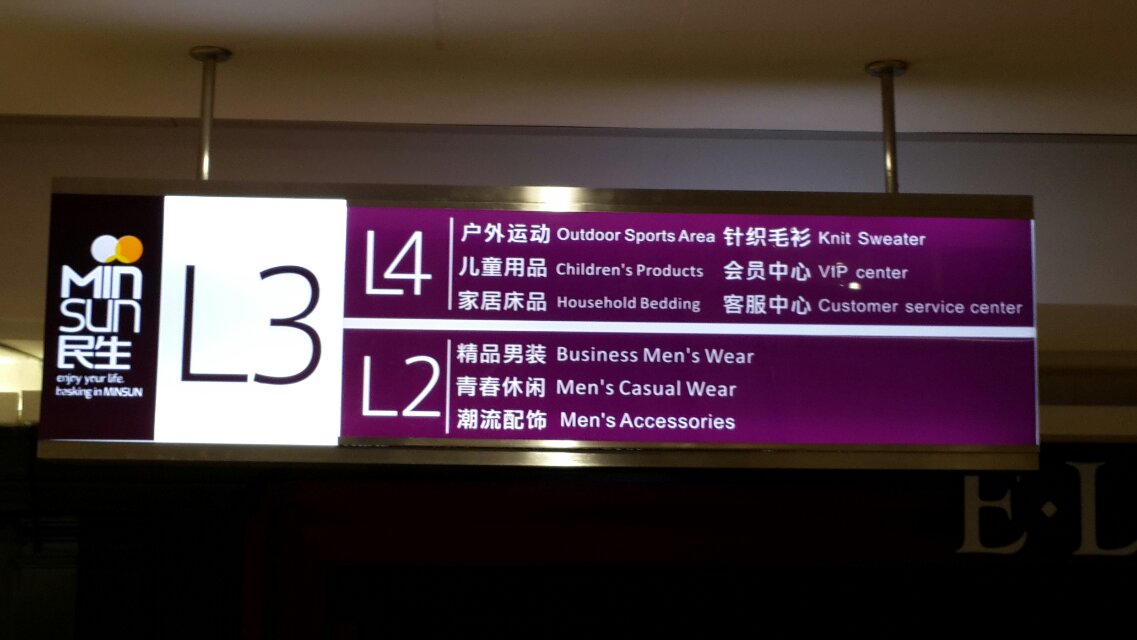 MIN
SUN
民生
enjoy your life.
basking in MINSUN
L3
L4
户外运动 Outdoor Sports Area 针织毛衫 Knit Sweater
儿童用品 Children's Products 会员中心 VIP center
家居床品 Household Bedding 客服中心 Customer service center
L2
精品男装 Business Men's Wear
青春休闲 Men's Casual Wear
潮流配饰 Men's Accessories
E·L